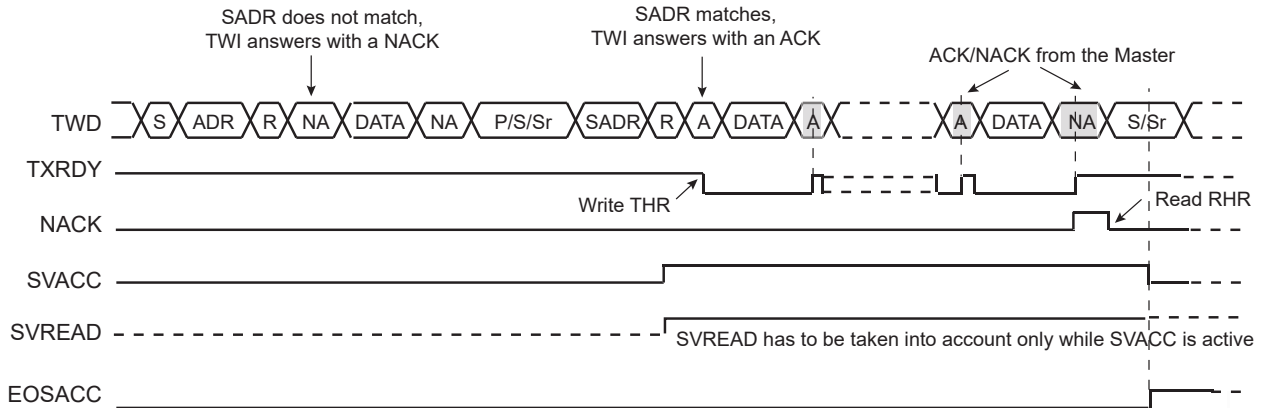 SADR does not match,
TWI answers with a NACK
SADR matches,
TWI answers with an ACK
ACK/NACK from the Master
TWD S ADR R NA DATA NA P/S/Sr SADR R A DATA A A DATA NA S/Sr
TXRDY
Write THR
Read RHR
NACK
SVACC
SVREAD
SVREAD has to be taken into account only while SVACC is active
EOSACC